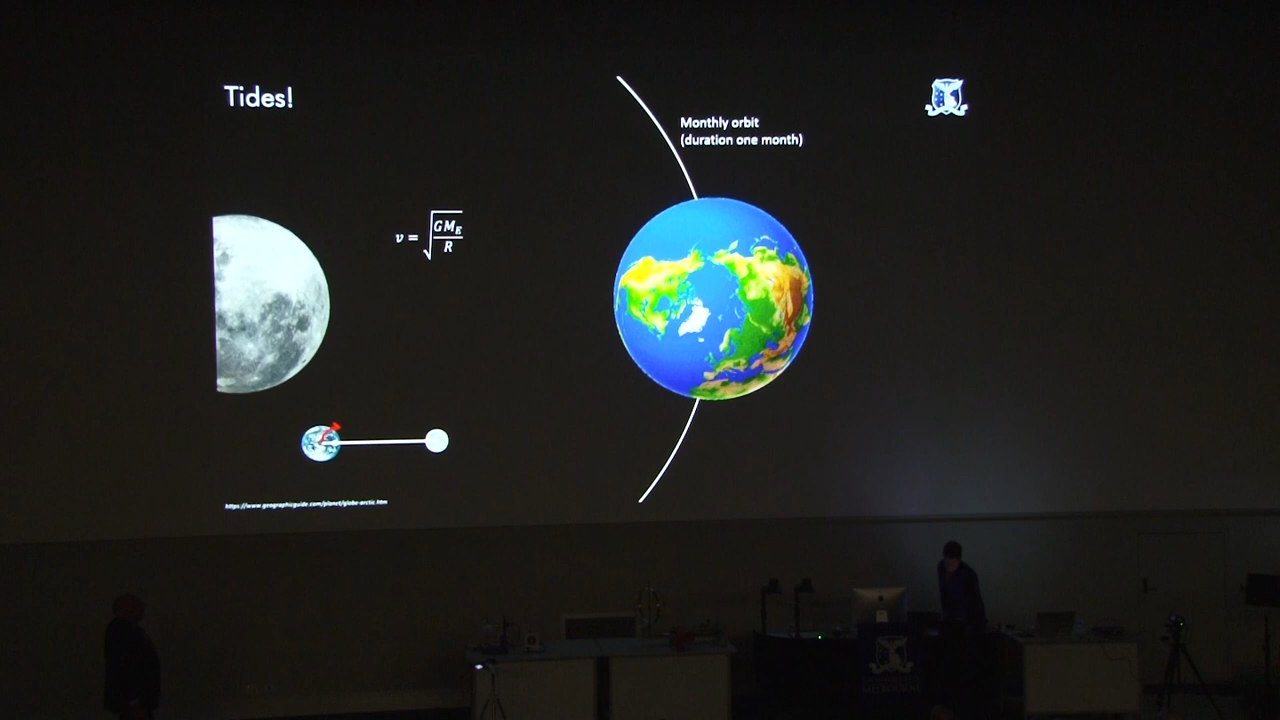 Tides!
Monthly orbit
(duration one month)
v = √(GM_E / R)
https://www.geographicguide.com/planet/globe-arctic.htm